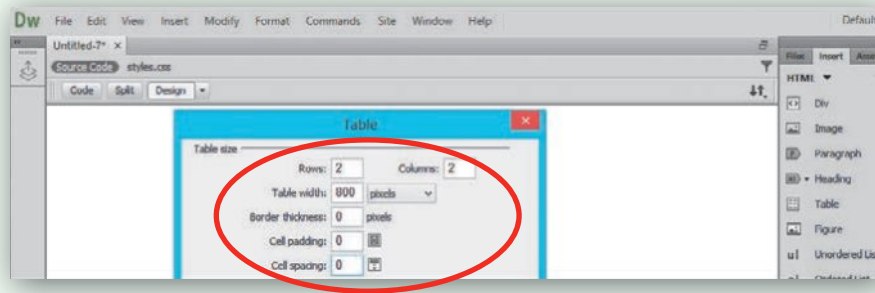 Dw File Edit View Insert Modify Format Commands Site Window Help Default
Untitled-7* ×
Source Code styles.css
Code Split Design
Files Insert
HTML
Div
Image
Paragraph
Heading
Table
Figure
Unordered Lis
Table
Table size
Rows: 2 Columns: 2
Table width: 800 pixels
Border thickness: 0 pixels
Cell padding: 0
Cell spacing: 0